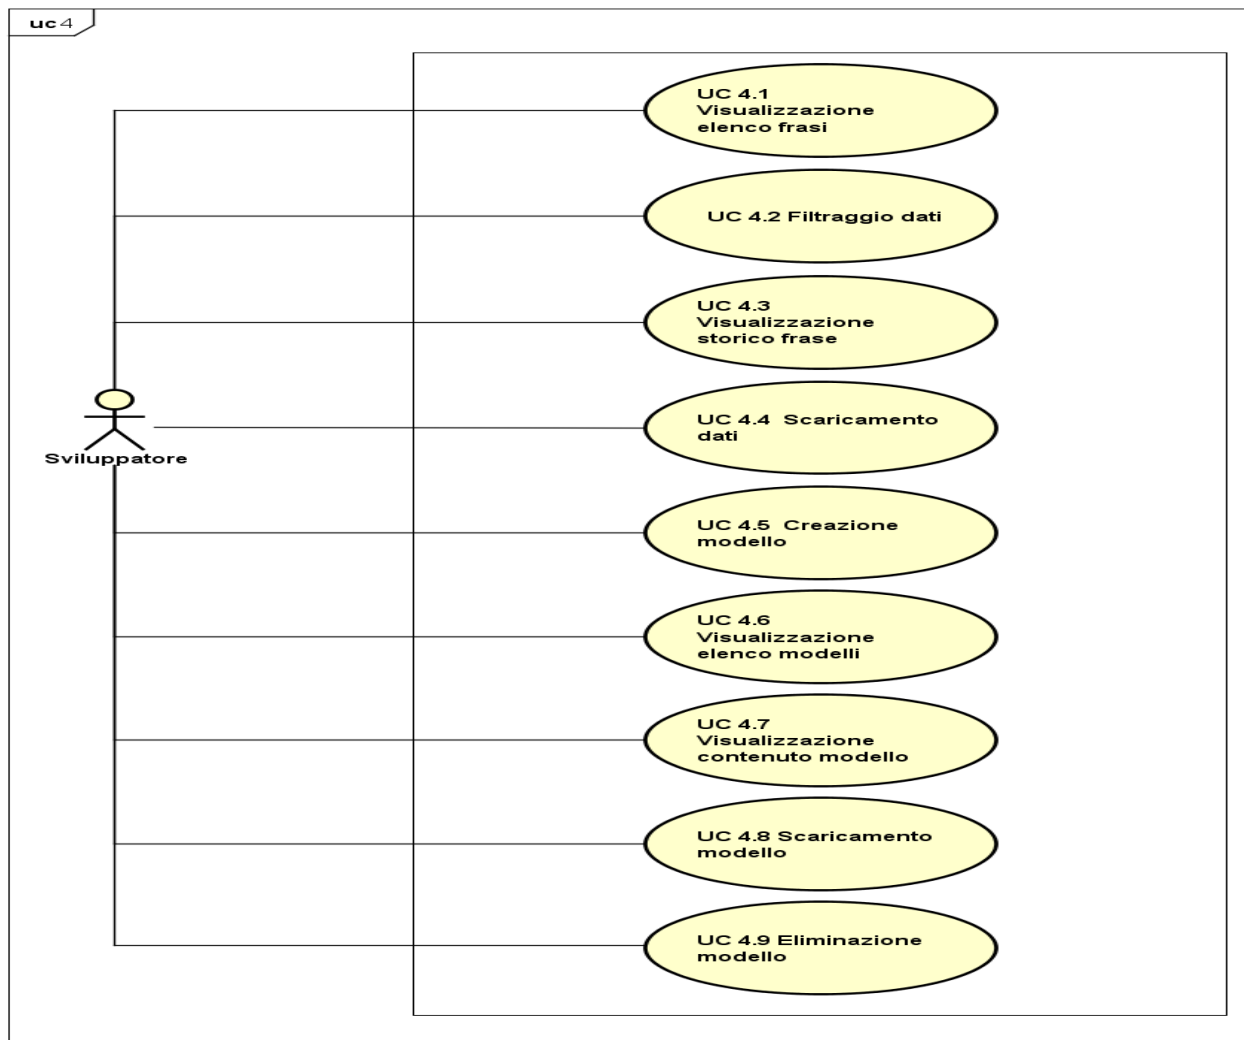 uc 4
UC 4.1
Visualizzazione
elenco frasi
UC 4.2 Filtraggio dati
UC 4.3
Visualizzazione
storico frase
UC 4.4 Scaricamento
dati
Sviluppatore
UC 4.5 Creazione
modello
UC 4.6
Visualizzazione
elenco modelli
UC 4.7
Visualizzazione
contenuto modello
UC 4.8 Scaricamento
modello
UC 4.9 Eliminazione
modello